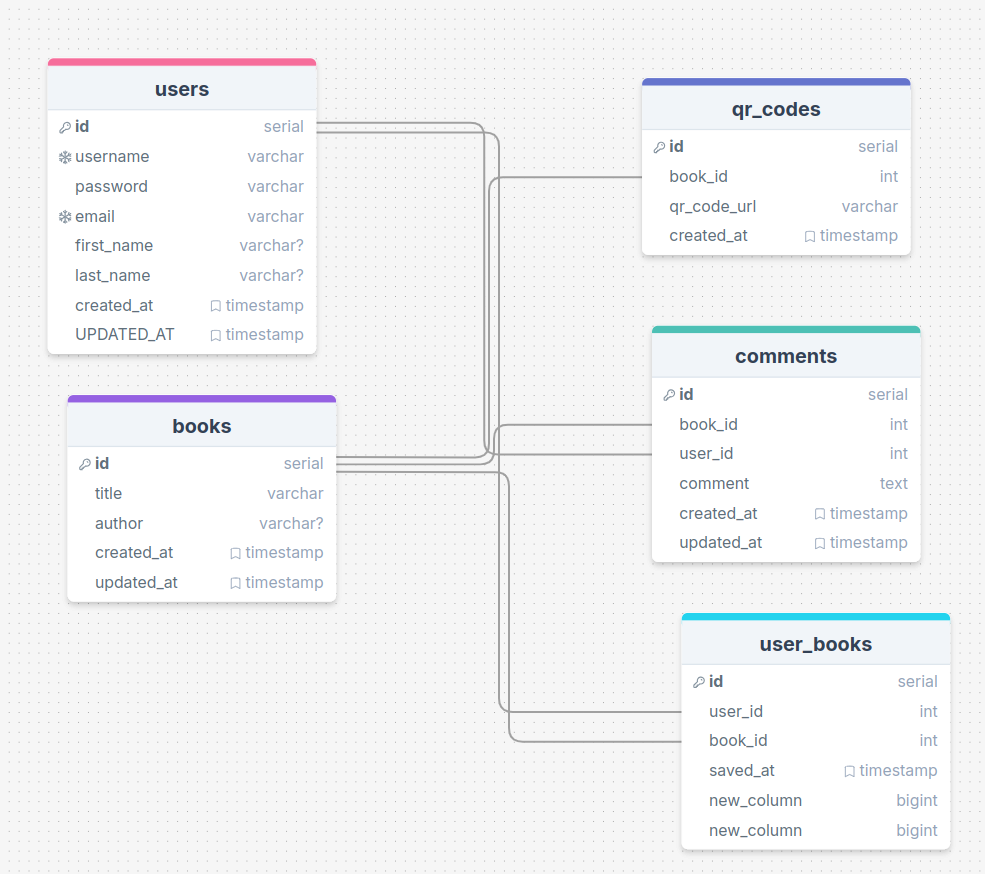 users
id serial
username varchar
password varchar
email varchar
first_name varchar?
last_name varchar?
created_at timestamp
UPDATED_AT timestamp
books
id serial
title varchar
author varchar?
created_at timestamp
updated_at timestamp
qr_codes
id serial
book_id int
qr_code_url varchar
created_at timestamp
comments
id serial
book_id int
user_id int
comment text
created_at timestamp
updated_at timestamp
user_books
id serial
user_id int
book_id int
saved_at timestamp
new_column bigint
new_column bigint